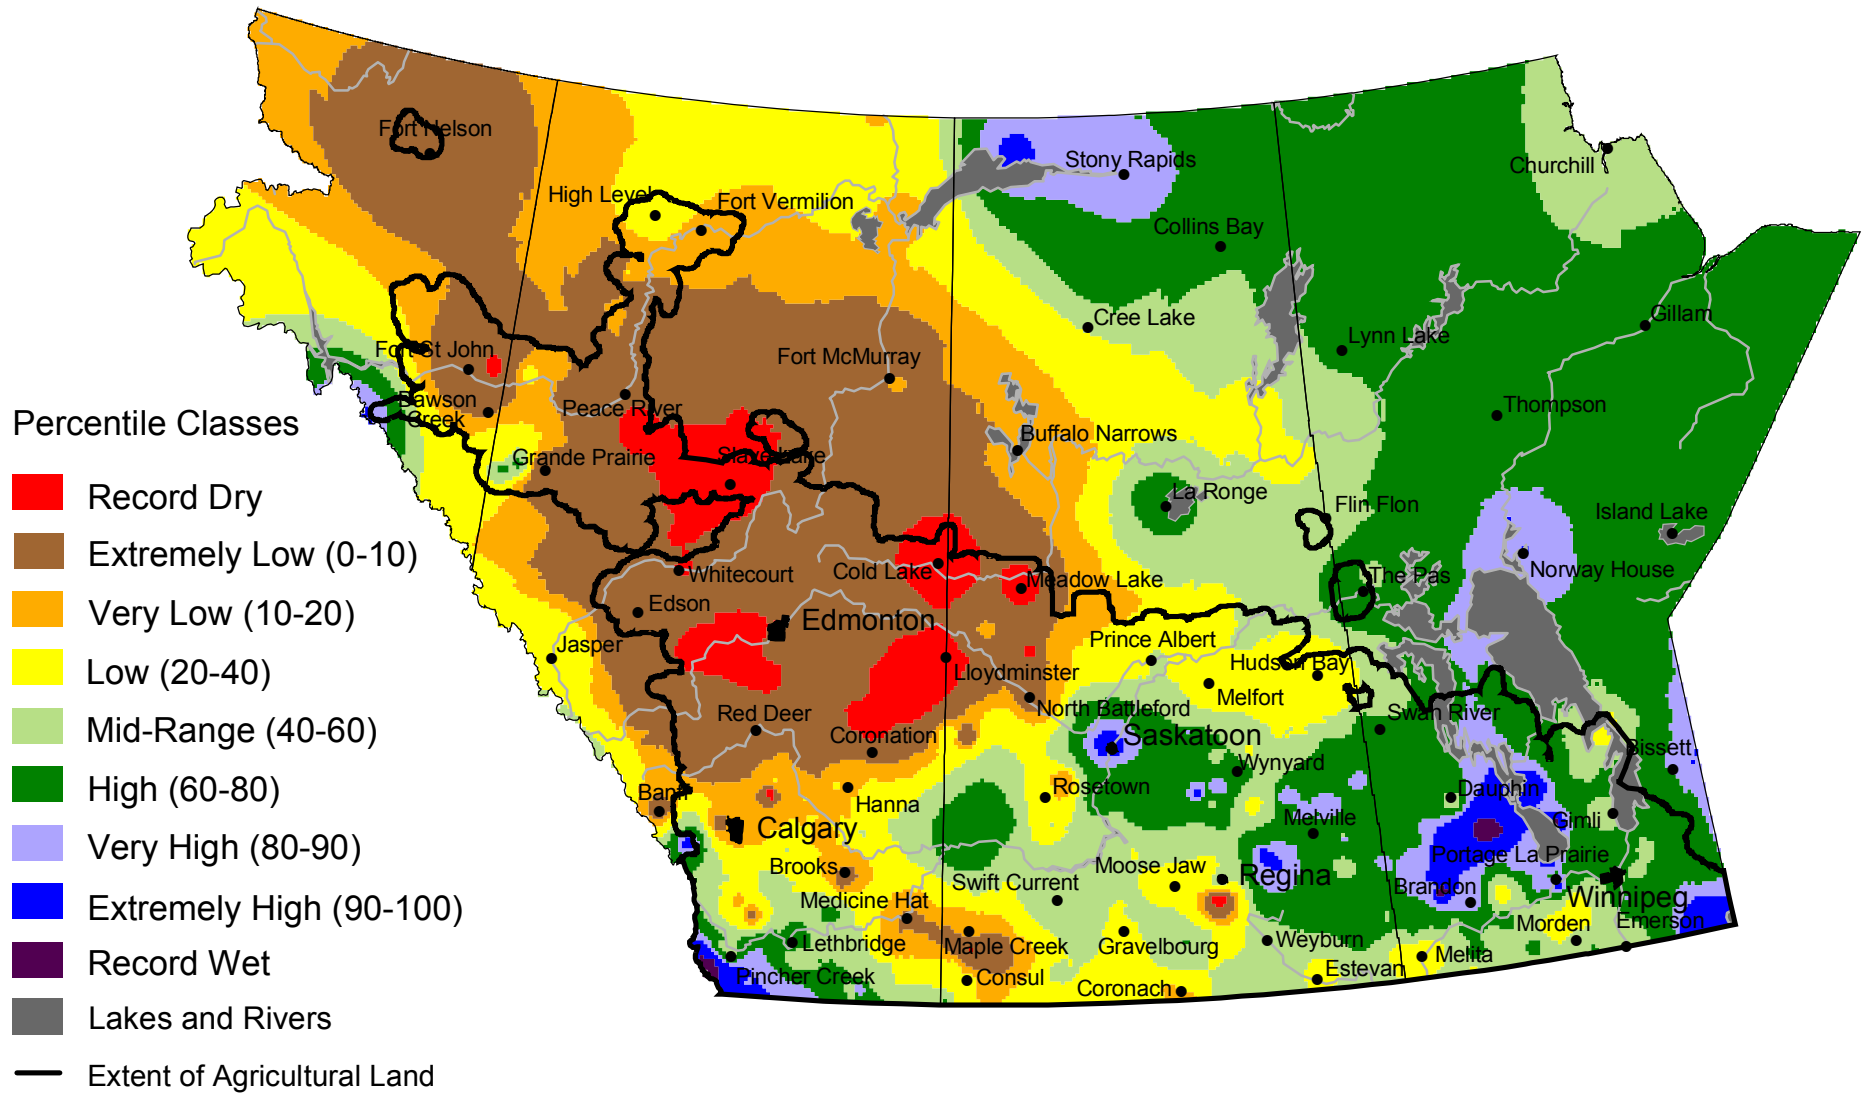 Fort Nelson
High Level
Fort Vermilion
Stony Rapids
Churchill
Collins Bay
Cree Lake
Lynn Lake
Gillam
Fort St John
Fort McMurray
Dawson
Creek
Peace River
Thompson
Buffalo Narrows
Grande Prairie
Slave Lake
La Ronge
Flin Flon
Island Lake
Whitecourt
Cold Lake
Meadow Lake
The Pas
Norway House
Edson
Edmonton
Jasper
Prince Albert
Hudson Bay
Lloydminster
Melfort
Red Deer
North Battleford
Swan River
Coronation
Saskatoon
Bissett
Wynyard
Banff
Hanna
Rosetown
Dauphin
Calgary
Melville
Gimli
Brooks
Moose Jaw
Regina
Portage La Prairie
Swift Current
Brandon
Winnipeg
Medicine Hat
Morden
Emerson
Lethbridge
Maple Creek
Gravelbourg
Weyburn
Melita
Pincher Creek
Consul
Coronach
Estevan
Percentile Classes
Record Dry
Extremely Low (0-10)
Very Low (10-20)
Low (20-40)
Mid-Range (40-60)
High (60-80)
Very High (80-90)
Extremely High (90-100)
Record Wet
Lakes and Rivers
Extent of Agricultural Land